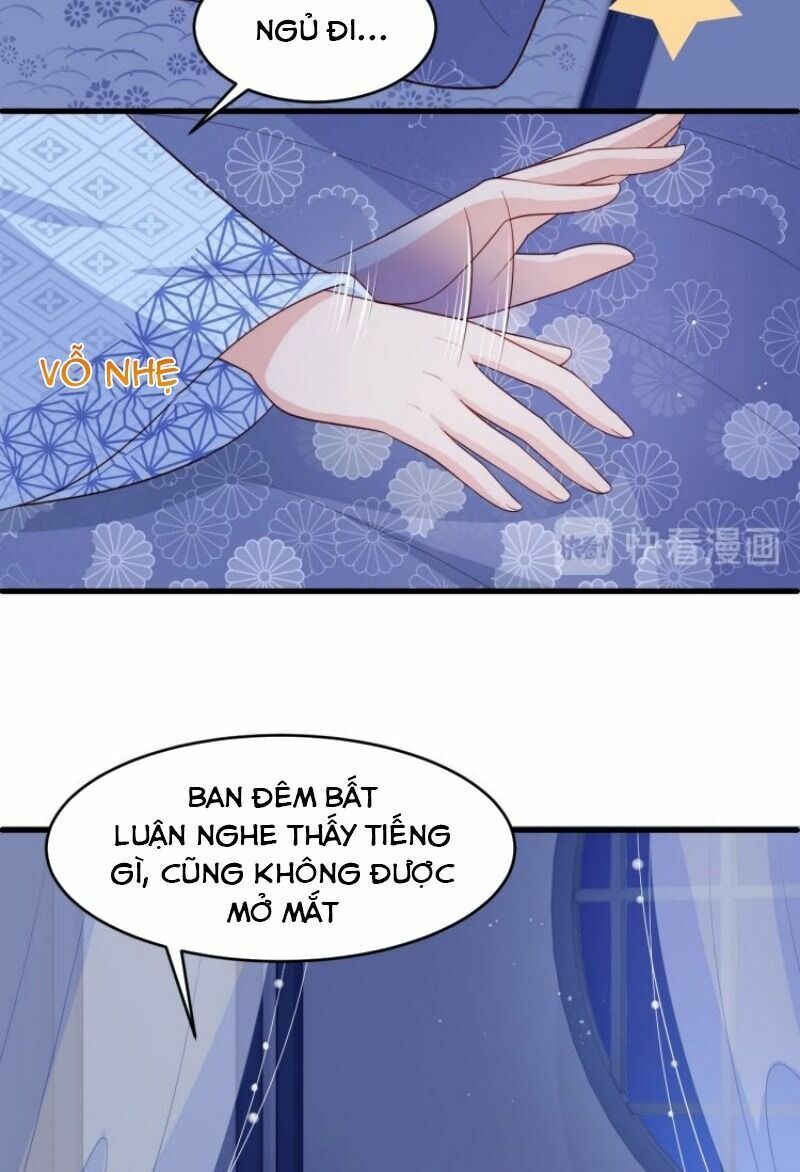 NGỦ ĐI...
VỖ NHẸ
快看漫画
BAN ĐÊM BẤT
LUẬN NGHE THẤY TIẾNG
GÌ, CŨNG KHÔNG ĐƯỢC
MỞ MẮT